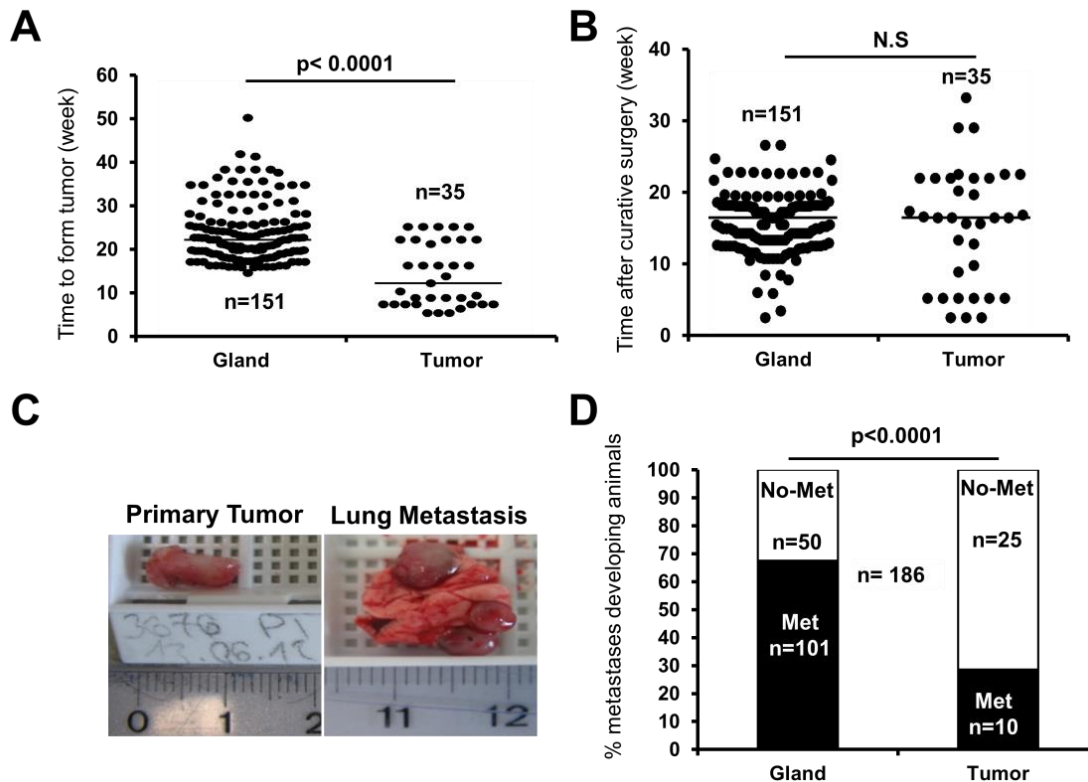 A
Time to form tumor (week)
60
50
40
30
20
10
0
p< 0.0001
n=151
n=35
Gland
Tumor
B
Time after curative surgery (week)
40
30
20
10
0
N.S
n=151
n=35
Gland
Tumor
C
Primary Tumor
Lung Metastasis
3676 PT
13.06.12
0 1 2
11 12
D
% metastases developing animals
100
90
80
70
60
50
40
30
20
10
0
p<0.0001
No-Met
n=50
Met
n=101
n= 186
No-Met
n=25
Met
n=10
Gland
Tumor